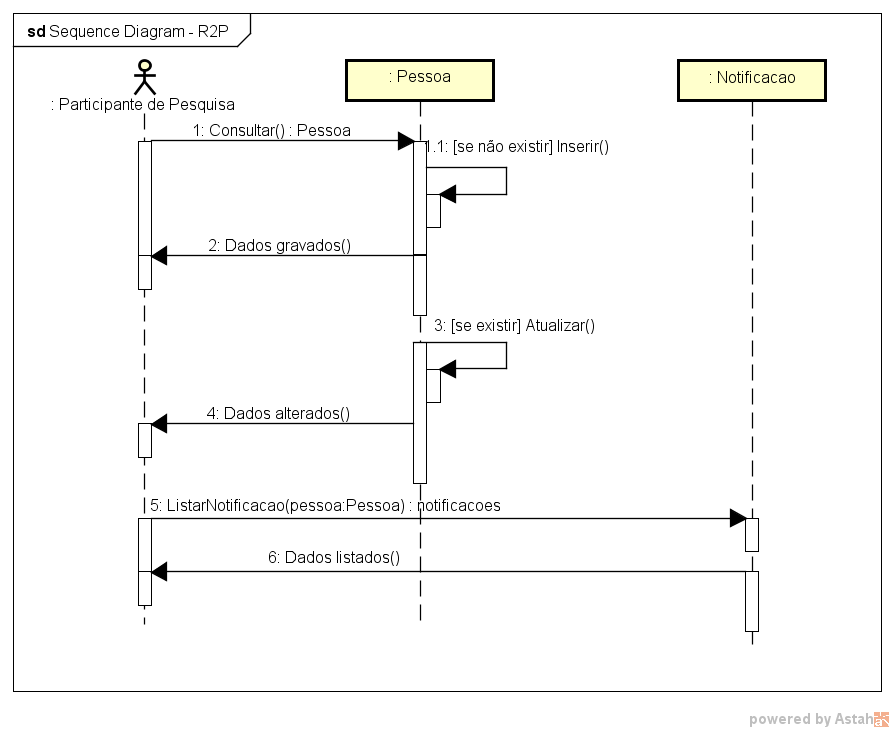 sd Sequence Diagram - R2P
: Participante de Pesquisa
: Pessoa
: Notificacao
1: Consultar() : Pessoa
1.1: [se não existir] Inserir()
2: Dados gravados()
3: [se existir] Atualizar()
4: Dados alterados()
5: ListarNotificacao(pessoa:Pessoa) : notificacoes
6: Dados listados()
powered by Astah